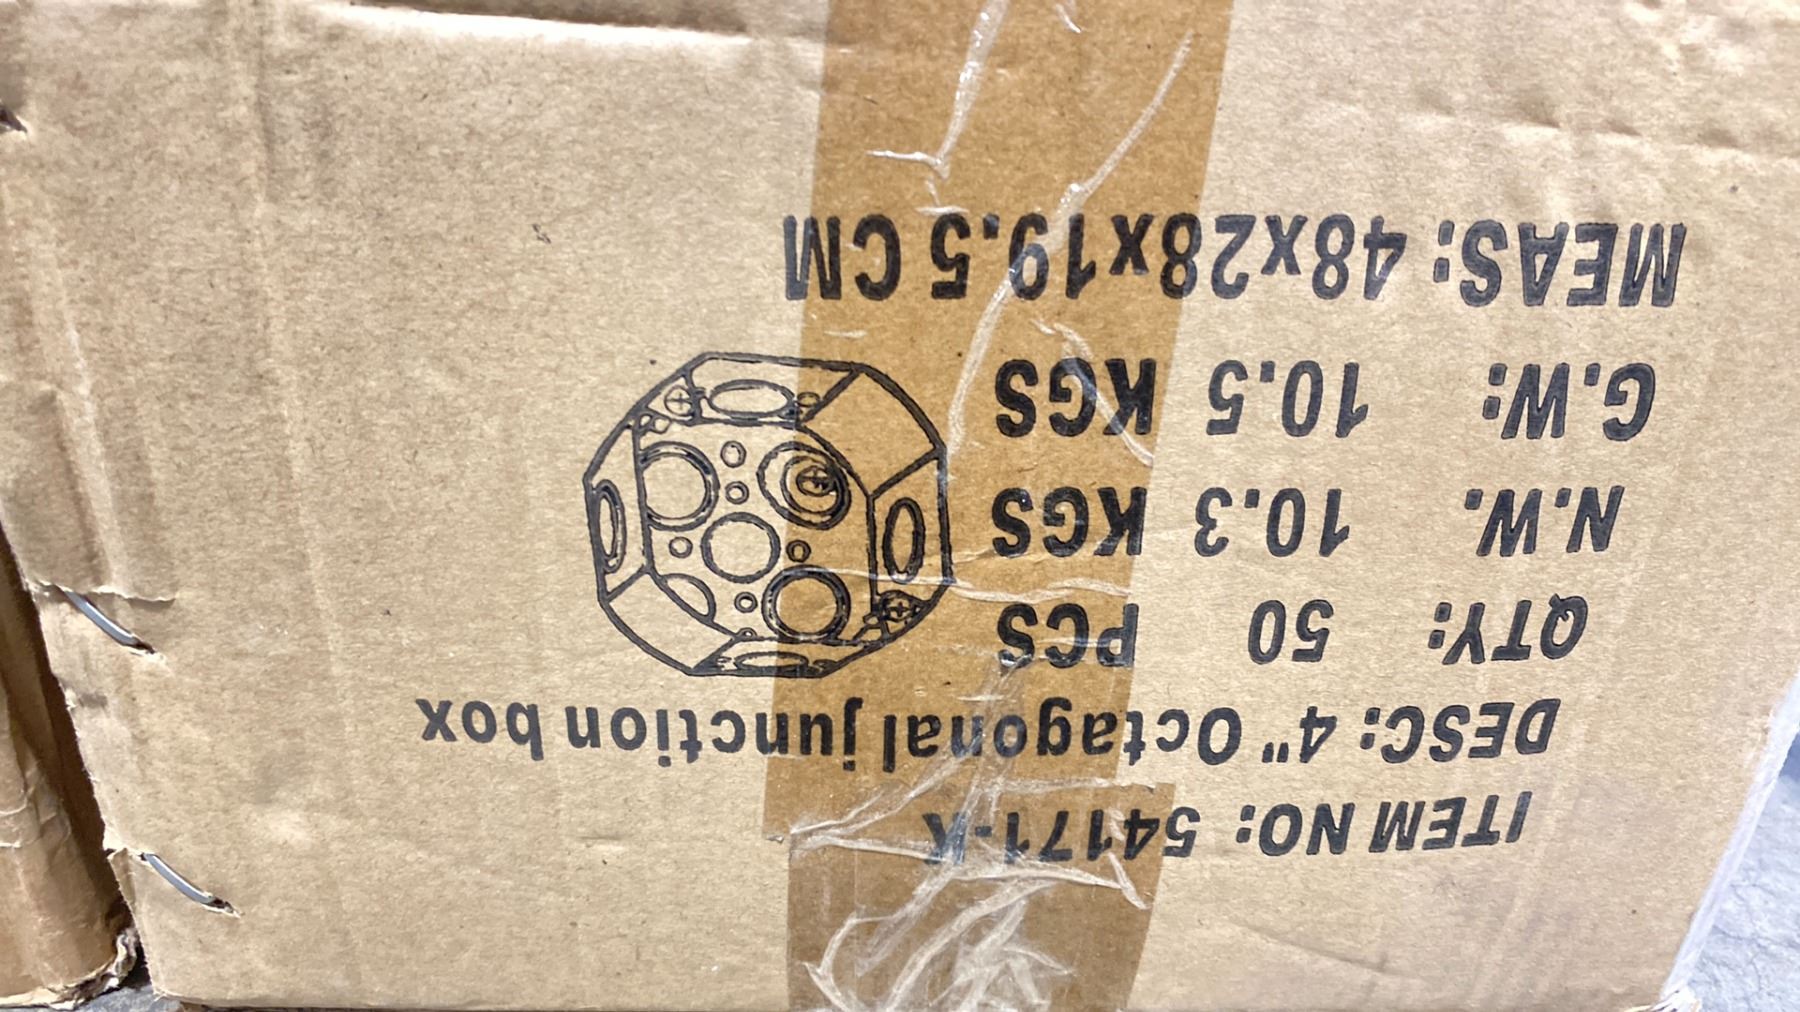 ITEM NO: 54171-K
DESC: 4" Octagonal junction box
QTY: 50 PCS
N.W. 10.3 KGS
G.W: 10.5 KGS
MEAS: 48x28x19.5 CM